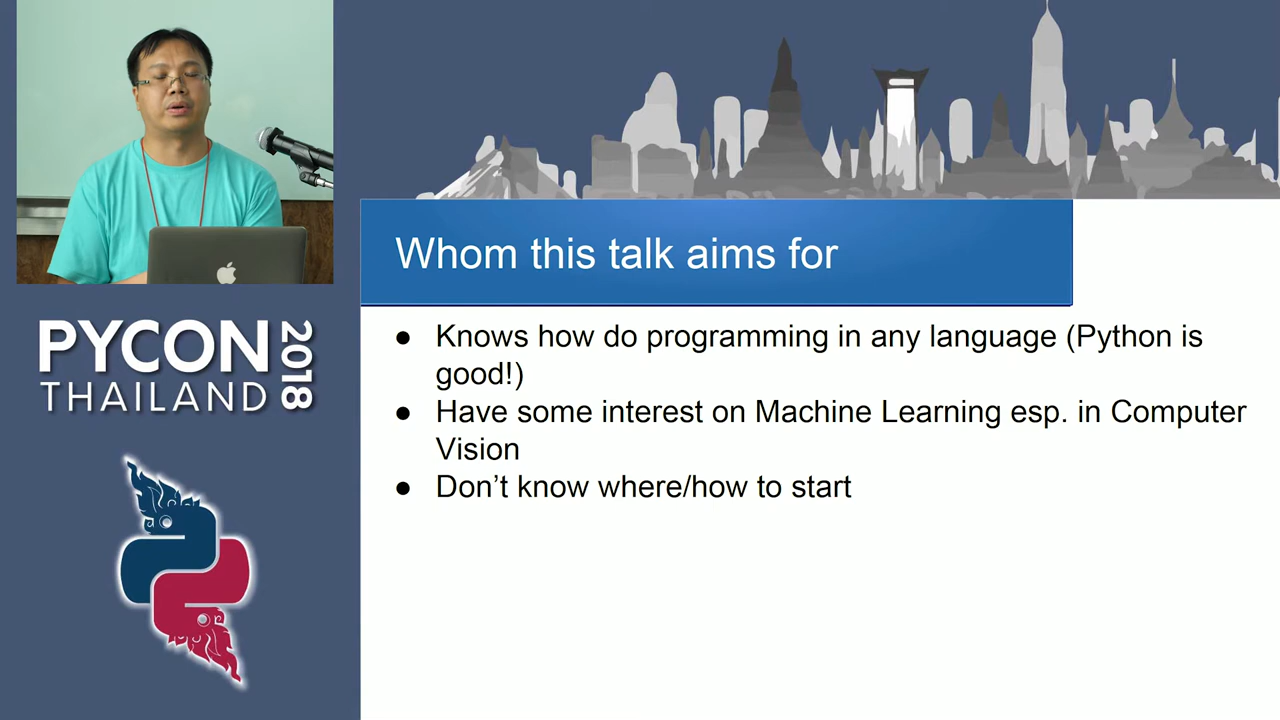 PYCON
2018
THAILAND
Whom this talk aims for
● Knows how do programming in any language (Python is
good!)
● Have some interest on Machine Learning esp. in Computer
Vision
● Don’t know where/how to start